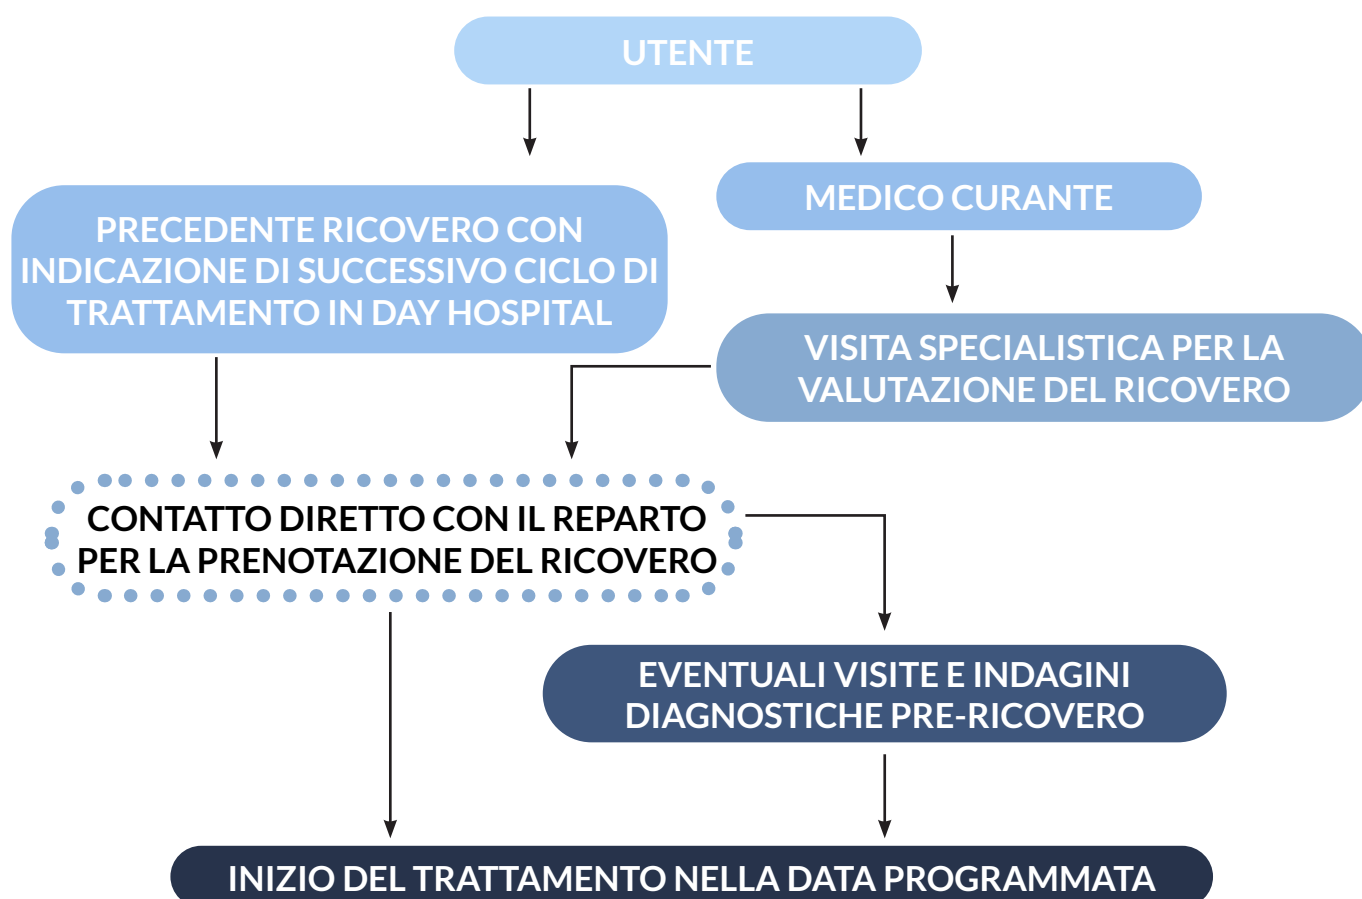 UTENTE
PRECEDENTE RICOVERO CON
INDICAZIONE DI SUCCESSIVO CICLO DI
TRATTAMENTO IN DAY HOSPITAL
MEDICO CURANTE
VISITA SPECIALISTICA PER LA
VALUTAZIONE DEL RICOVERO
CONTATTO DIRETTO CON IL REPARTO
PER LA PRENOTAZIONE DEL RICOVERO
EVENTUALI VISITE E INDAGINI
DIAGNOSTICHE PRE-RICOVERO
INIZIO DEL TRATTAMENTO NELLA DATA PROGRAMMATA